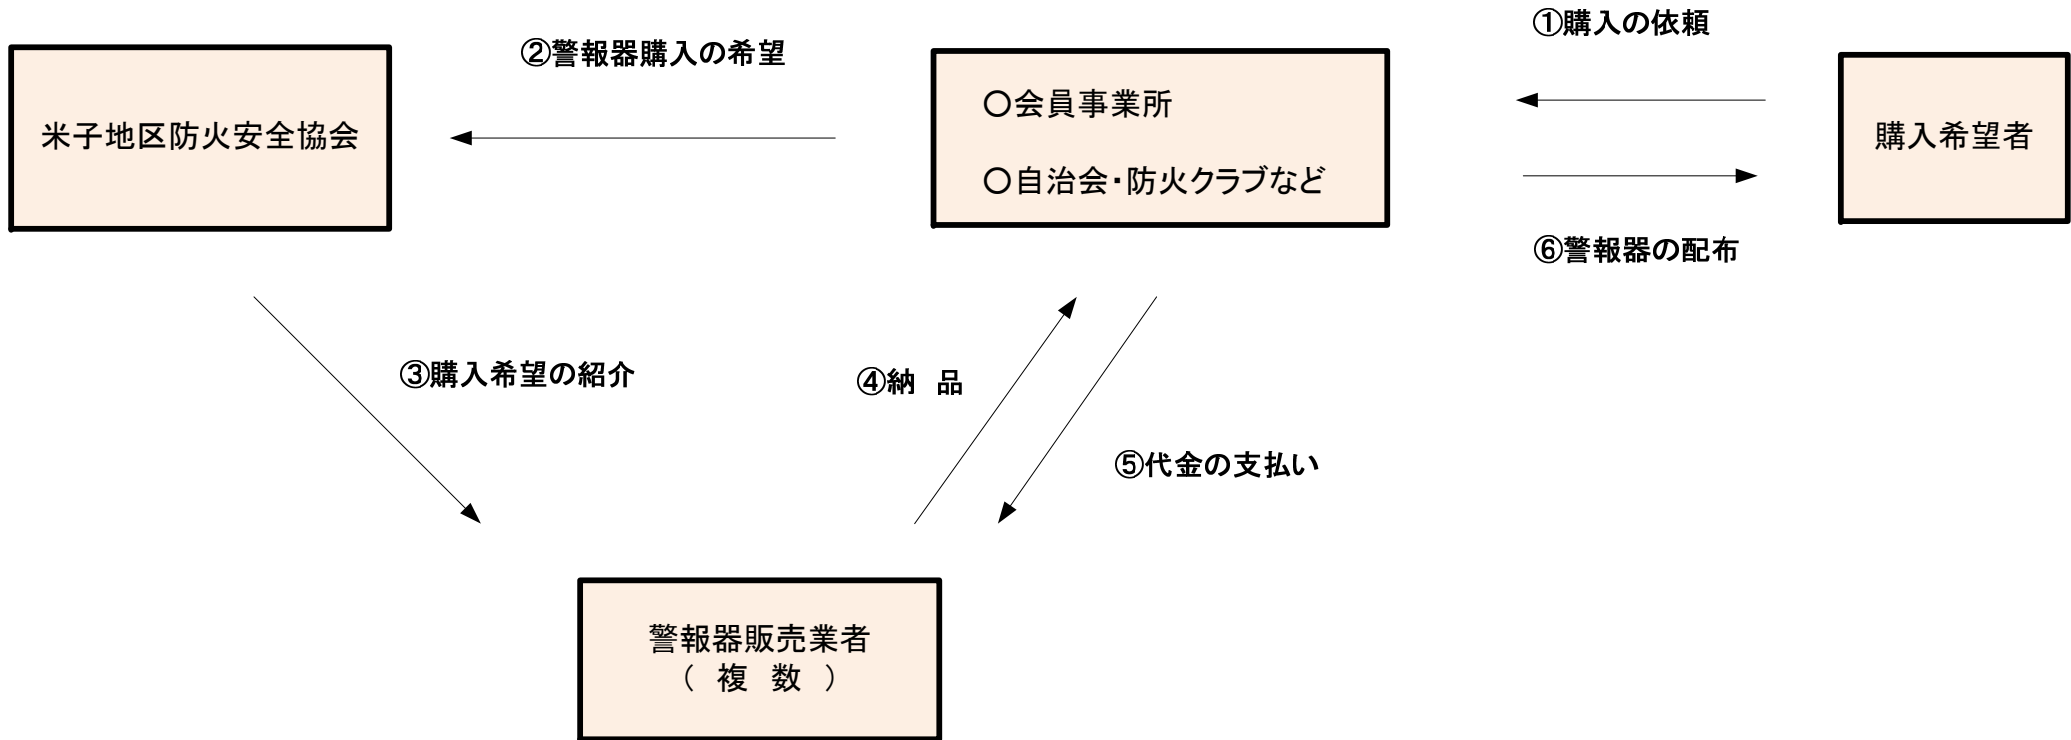 ①購入の依頼
②警報器購入の希望
米子地区防火安全協会
〇会員事業所
〇自治会・防火クラブなど
購入希望者
⑥警報器の配布
③購入希望の紹介
④納　品
⑤代金の支払い
警報器販売業者
（　複　数　）